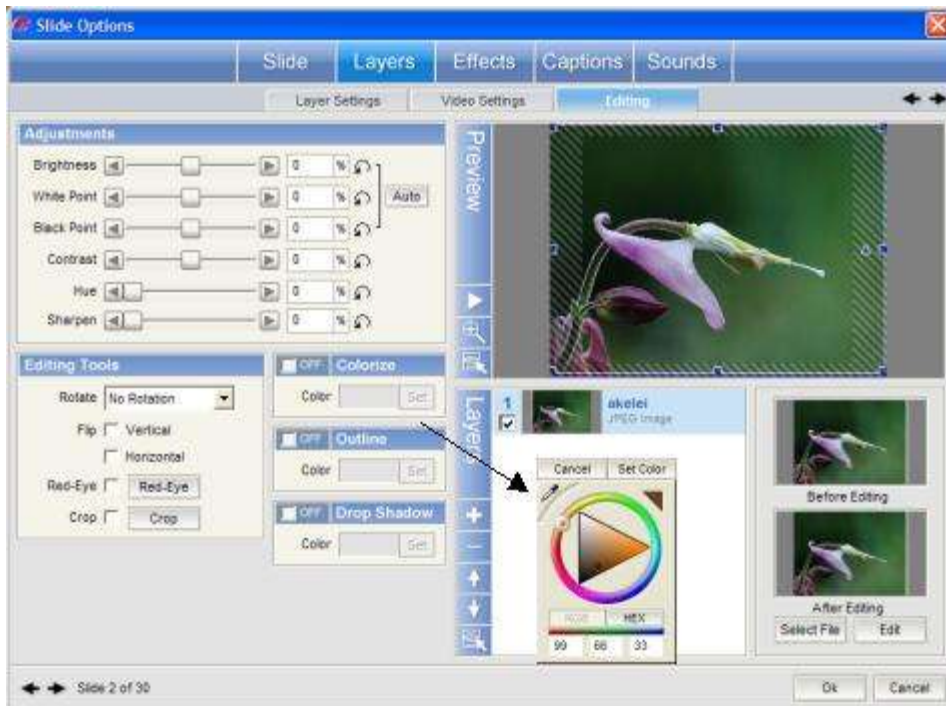 Slide Options
Slide Layers Effects Captions Sounds
Layer Settings Video Settings Editing
Adjustments
Brightness 0 %
White Point 0 % Auto
Black Point 0 %
Contrast 0 %
Hue 0 %
Sharpen 0 %
Preview
Editing Tools
Rotate No Rotation
Flip Vertical
Horizontal
Red-Eye Red-Eye
Crop Crop
OFF Colorize
Color Set
OFF Outline
Color Set
OFF Drop Shadow
Color Set
Layers
1 akelei
JPEG Image
Cancel Set Color
RGB HEX
99 66 33
Before Editing
After Editing
Select File Edit
Slide 2 of 30
Ok Cancel